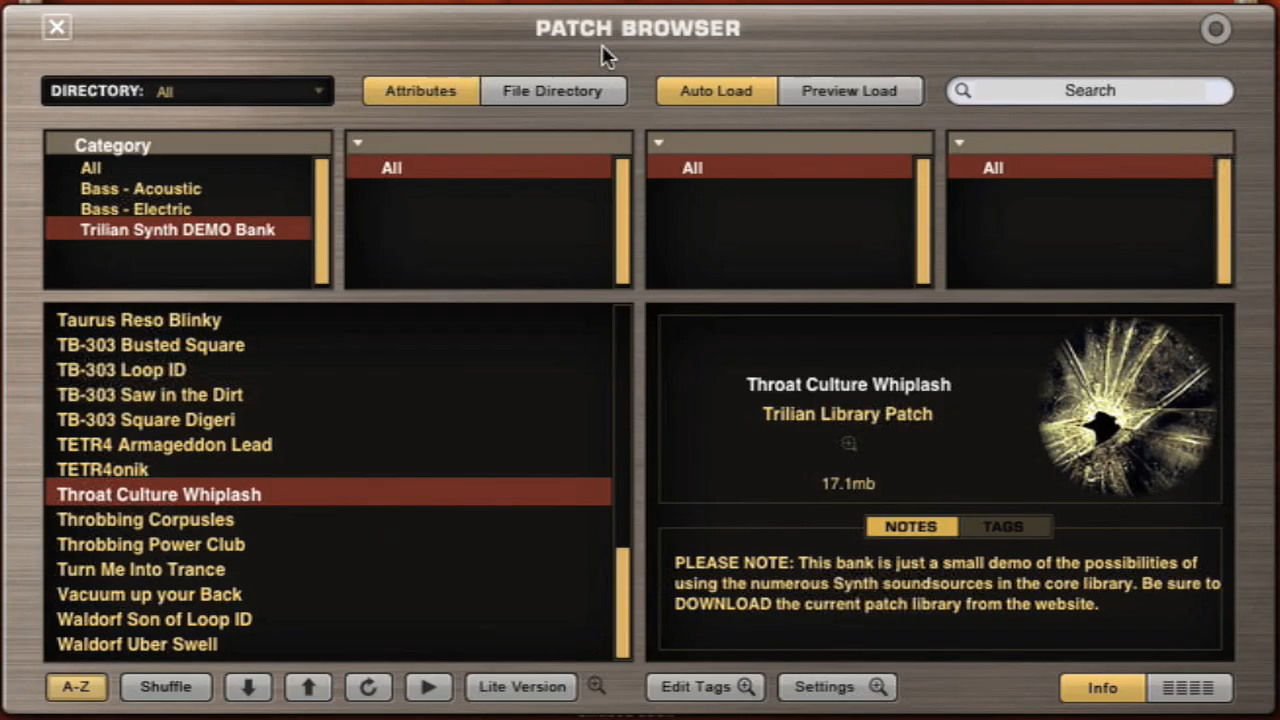 PATCH BROWSER
DIRECTORY: All
Attributes
File Directory
Auto Load
Preview Load
Search
Category
All
Bass - Acoustic
Bass - Electric
Trilian Synth DEMO Bank
All
All
All
Taurus Reso Blinky
TB-303 Busted Square
TB-303 Loop ID
TB-303 Saw in the Dirt
TB-303 Square Digeri
TETR4 Armageddon Lead
TETR4onik
Throat Culture Whiplash
Throbbing Corpusles
Throbbing Power Club
Turn Me Into Trance
Vacuum up your Back
Waldorf Son of Loop ID
Waldorf Uber Swell
Throat Culture Whiplash
Trilian Library Patch
17.1mb
NOTES
TAGS
PLEASE NOTE: This bank is just a small demo of the possibilities of
using the numerous Synth soundsources in the core library. Be sure to
DOWNLOAD the current patch library from the website.
A-Z
Shuffle
Lite Version
Edit Tags
Settings
Info